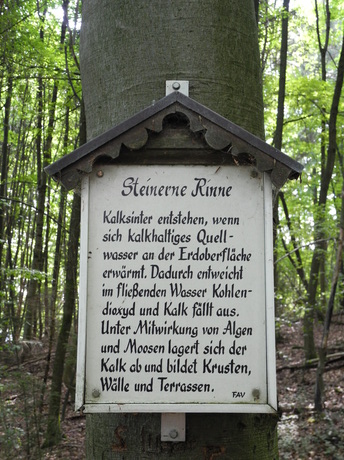 Steinerne Rinne
Kalksinter entstehen, wenn
sich kalkhaltiges Quell-
wasser an der Erdoberfläche
erwärmt. Dadurch entweicht
im fließenden Wasser Kohlen-
dioxyd und Kalk fällt aus.
Unter Mitwirkung von Algen
und Moosen lagert sich der
Kalk ab und bildet Krusten,
Wälle und Terrassen.
FAV